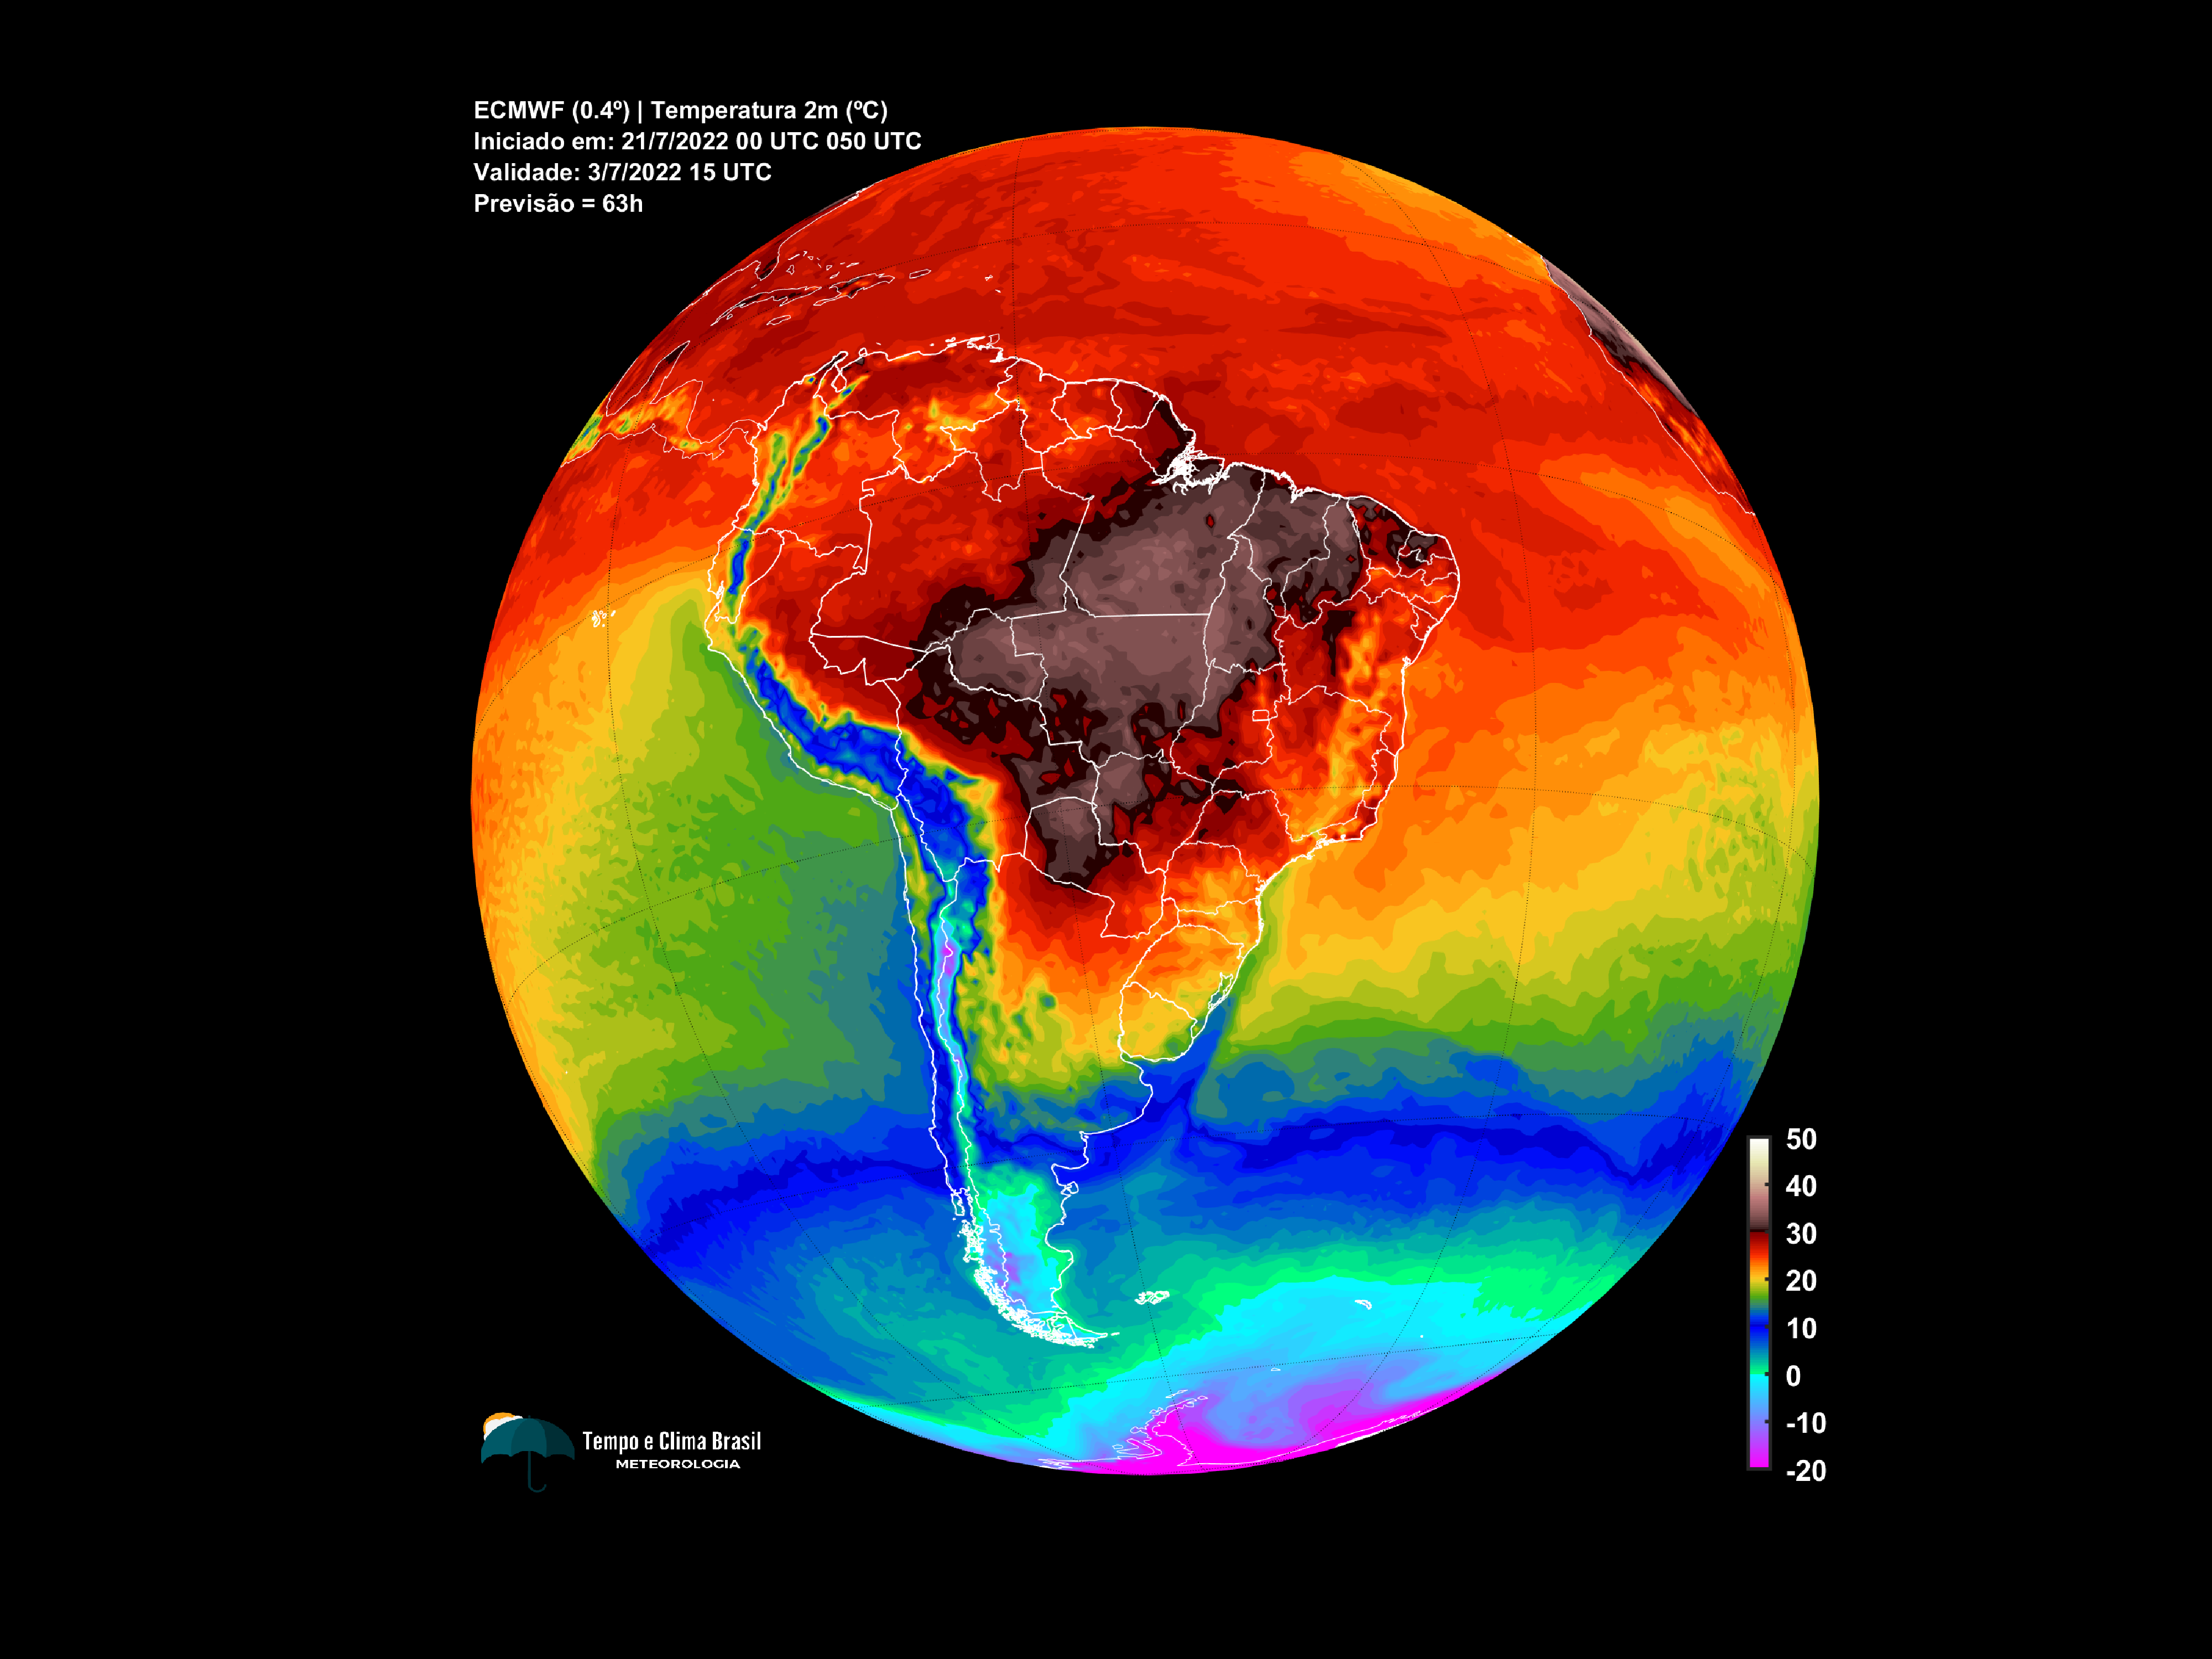 ECMWF (0.4º) | Temperatura 2m (ºC)
Iniciado em: 21/7/2022 00 UTC 050 UTC
Validade: 3/7/2022 15 UTC
Previsão = 63h
50
40
30
20
10
0
-10
-20
Tempo e Clima Brasil
METEOROLOGIA